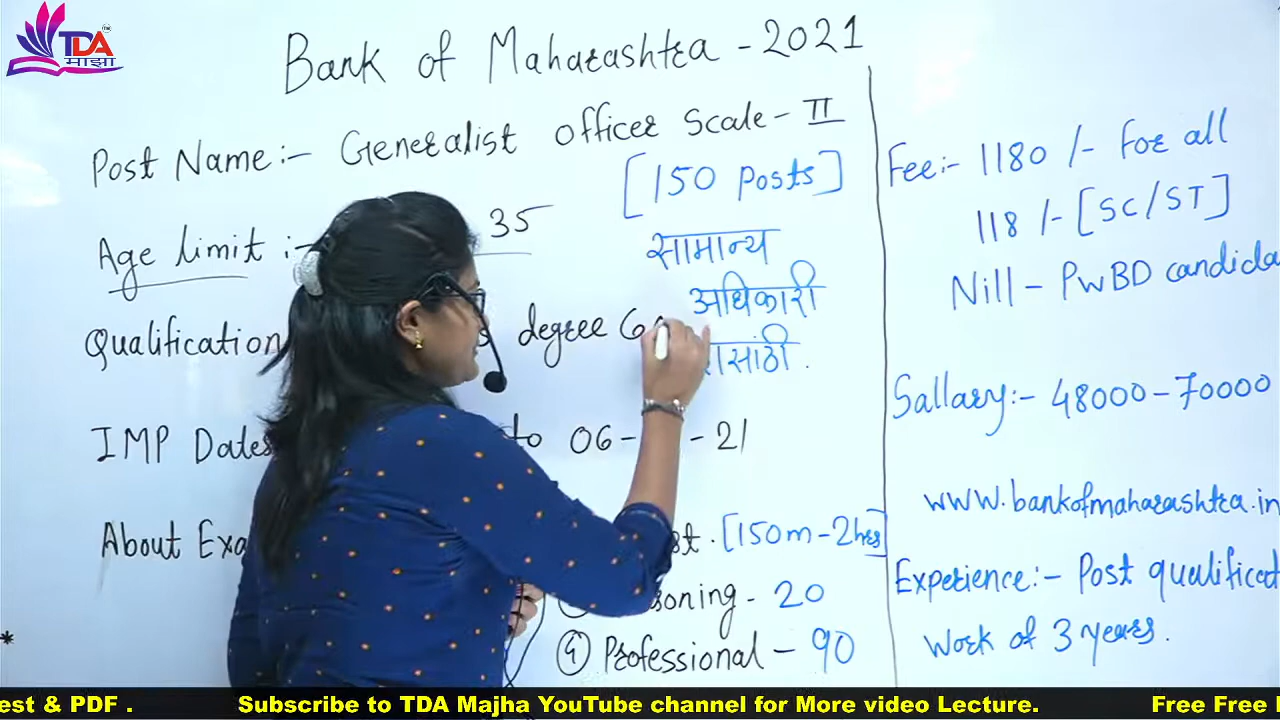 TDA
माझा
Bank of Maharashtra - 2021
Post Name :- Generalist officer Scale - II
[150 Posts]
Age limit :- 35
सामान्य
अधिकारी
Qualification degree
IMP Dates to 06- - 21
About Exa [150m - 2hrs]
20
④ Professional - 90
Fee:- 1180 /- For all
118 /- [SC/ST]
Nill - PwBD candida
Sallary:- 48000 - 70000
www.bankofmaharashtra.in
Experience:- Post qualificat
Work of 3 years.
*
est & PDF . Subscribe to TDA Majha YouTube channel for More video Lecture. Free Free